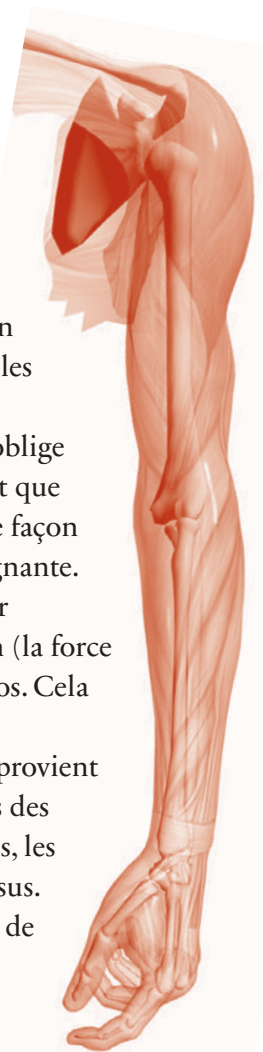 n
les
oblige
t que
e façon
gnante.
r
n (la force
os. Cela
provient
s des
s, les
sus.
de